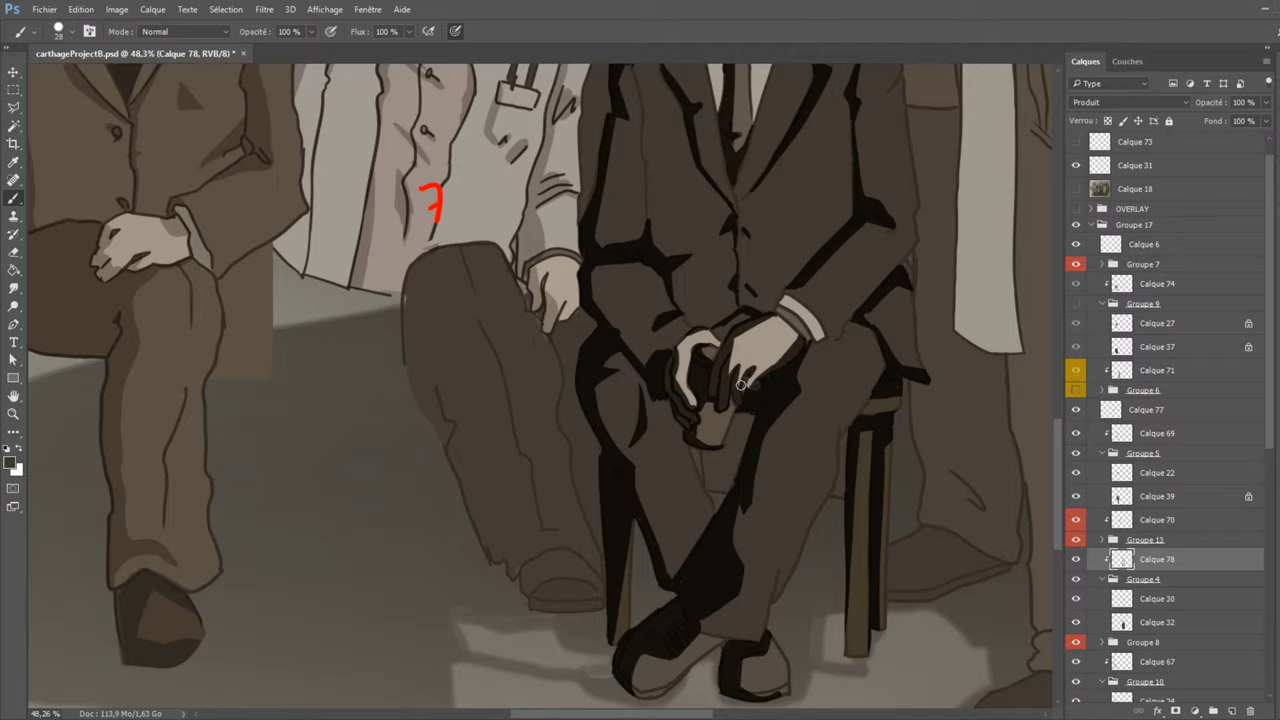 Ps Fichier Edition Image Calque Texte Sélection Filtre 3D Affichage Fenêtre Aide
28 Mode : Normal Opacité : 100 % Flux : 100 %
carthageProjectB.psd @ 48,3% (Calque 78, RVB/8) * ×
Calques Couches
Type
Produit Opacité : 100 %
Verrou : Fond : 100 %
Calque 73
Calque 31
Calque 18
OVERLAY
Groupe 17
Calque 6
Groupe 7
Calque 74
Groupe 9
Calque 27
Calque 37
Calque 71
Groupe 6
Calque 77
Calque 69
Groupe 5
Calque 22
Calque 39
Calque 70
Groupe 13
Calque 78
Groupe 4
Calque 30
Calque 32
Groupe 8
Calque 67
Groupe 10
7
48,26 % Doc : 113,9 Mo/1,63 Go